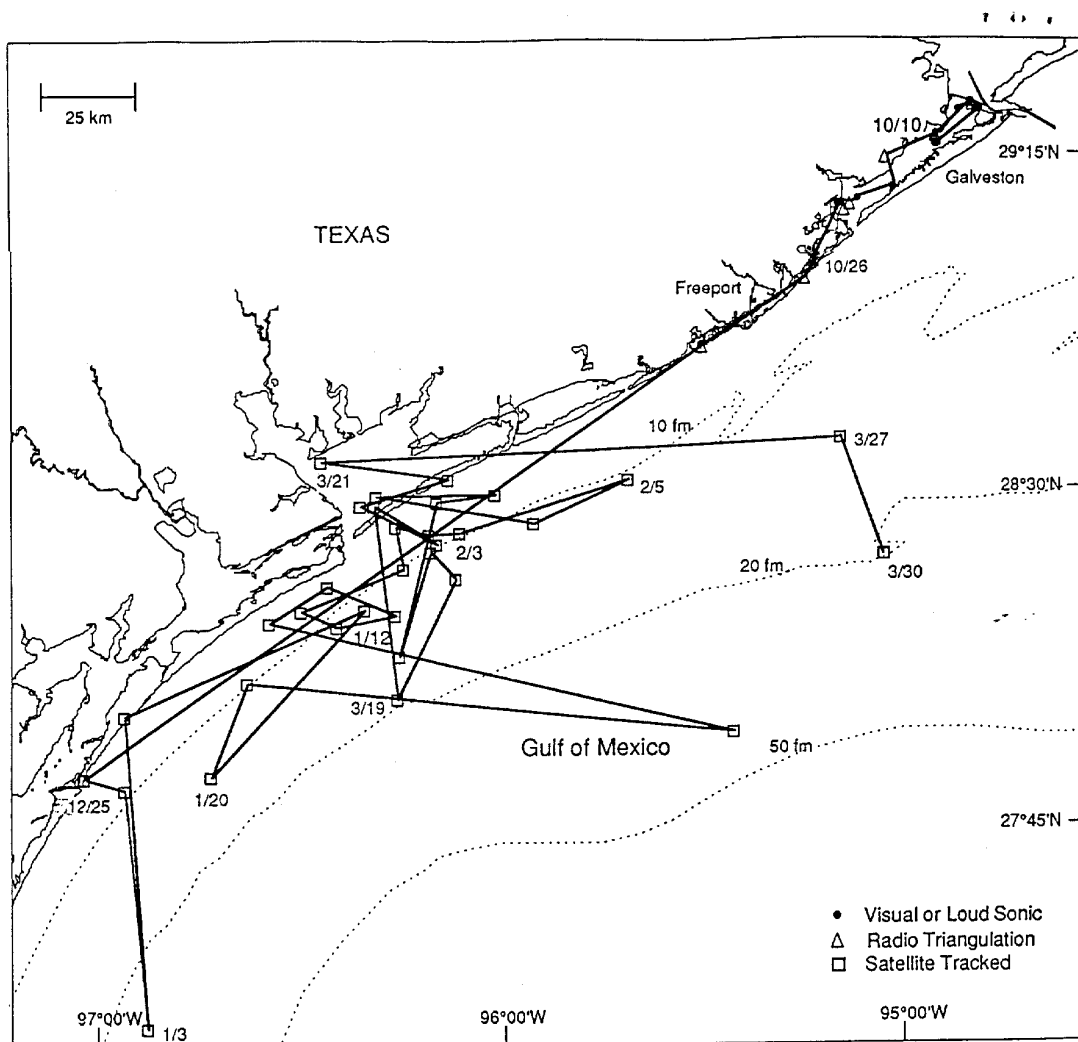 25 km
10/10
29°15'N
Galveston
TEXAS
10/26
Freeport
10 fm
3/27
3/21
2/5
28°30'N
2/3
3/30
20 fm
1/12
3/19
Gulf of Mexico
50 fm
12/25
1/20
27°45'N
Visual or Loud Sonic
Radio Triangulation
Satellite Tracked
97°00'W
96°00'W
95°00'W
1/3